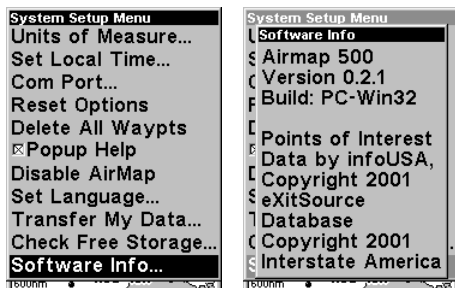 System Setup Menu
Units of Measure...
Set Local Time...
Com Port...
Reset Options
Delete All Waypts
Popup Help
Disable AirMap
Set Language...
Transfer My Data...
Check Free Storage...
Software Info...
600nm
System Setup Menu
Software Info
Airmap 500
Version 0.2.1
Build: PC-Win32
Points of Interest
Data by infoUSA,
Copyright 2001
eXitSource
Database
Copyright 2001
Interstate America
600nm